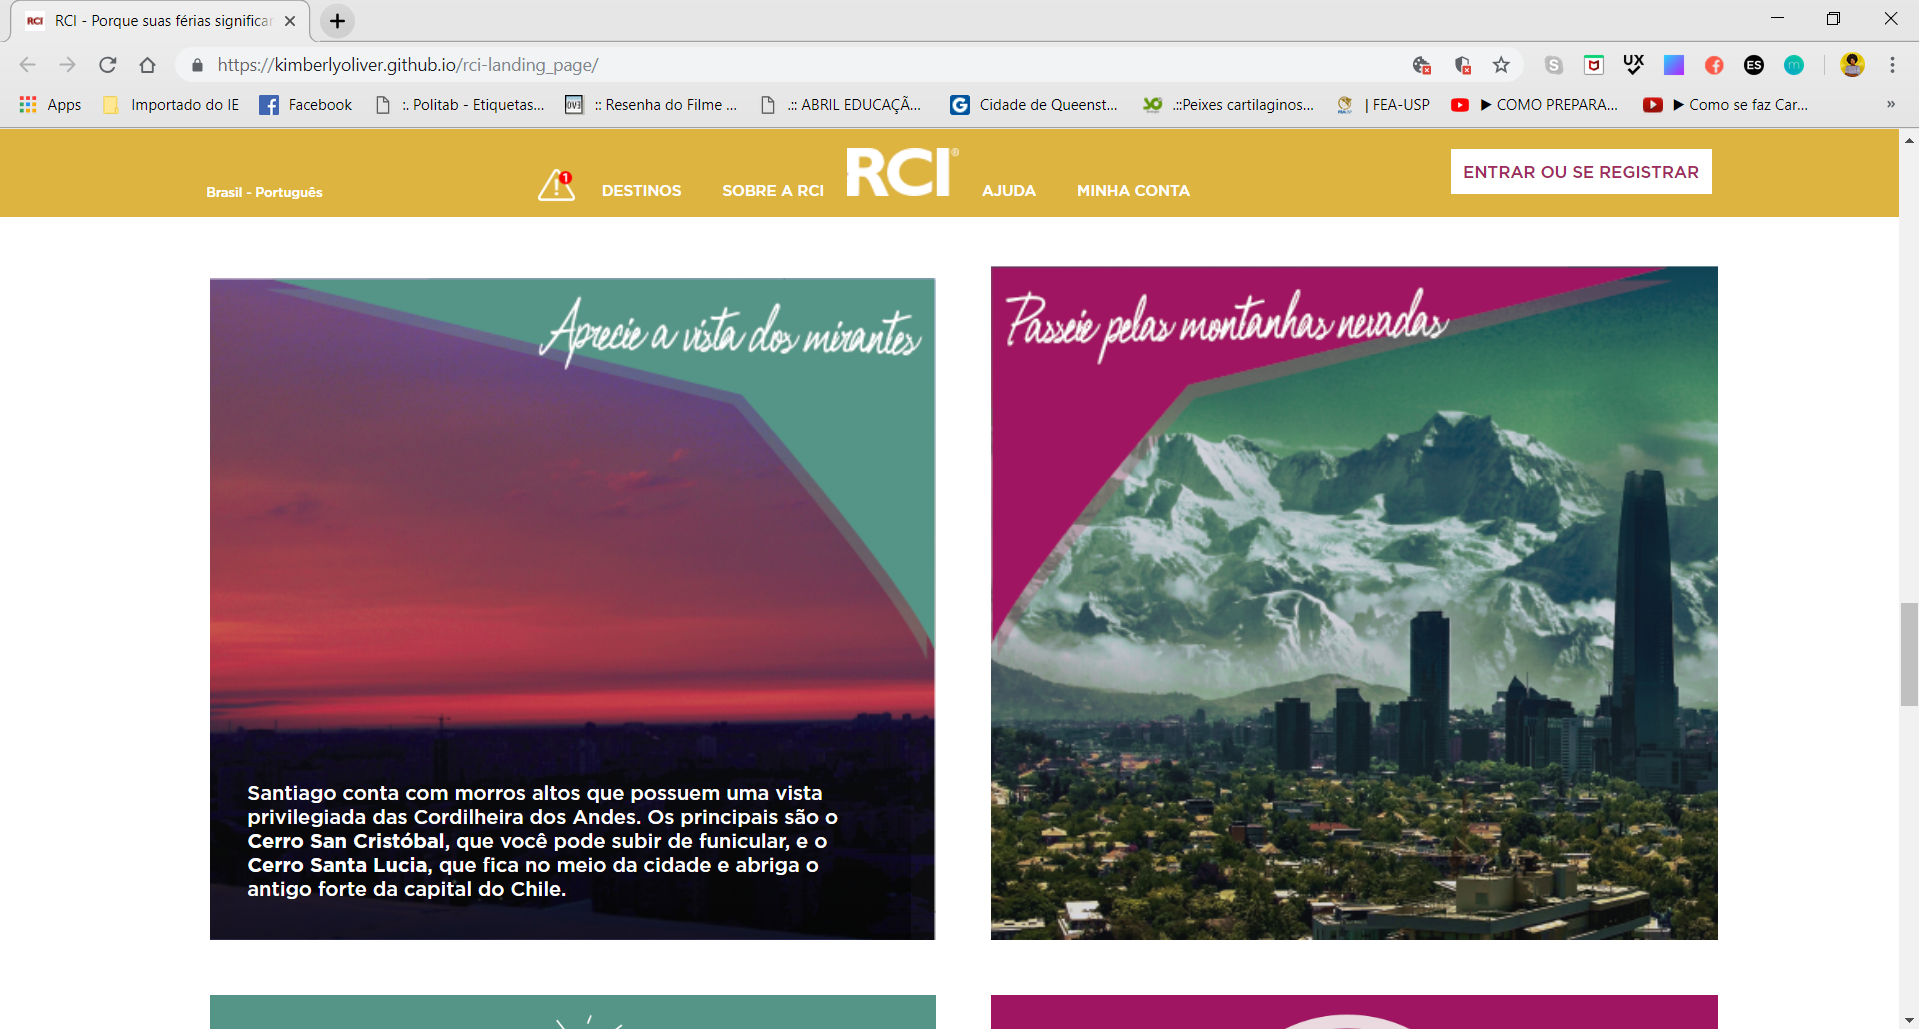 RCI
RCI - Porque suas férias significar
https://kimberlyoliver.github.io/rci-landing_page/
UX
ES
m
Apps
Importado do IE
Facebook
:. Politab - Etiquetas...
:: Resenha do Filme ...
.:: ABRIL EDUCAÇÃ...
Cidade de Queenst...
.::Peixes cartilaginos...
| FEA-USP
► COMO PREPARA...
► Como se faz Car...
»
Brasil - Português
1
DESTINOS
SOBRE A RCI
RCI®
AJUDA
MINHA CONTA
ENTRAR OU SE REGISTRAR
Aprecie a vista dos mirantes
Santiago conta com morros altos que possuem uma vista
privilegiada das Cordilheira dos Andes. Os principais são o
Cerro San Cristóbal, que você pode subir de funicular, e o
Cerro Santa Lucia, que fica no meio da cidade e abriga o
antigo forte da capital do Chile.
Passeie pelas montanhas nevadas